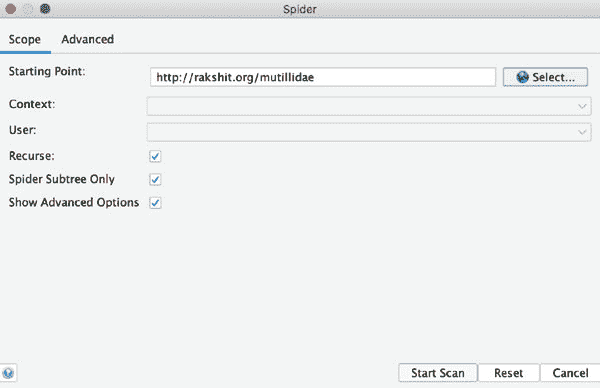 Spider
Scope Advanced
Starting Point: http://rakshit.org/mutillidae Select...
Context:
User:
Recurse:
Spider Subtree Only
Show Advanced Options
Start Scan Reset Cancel